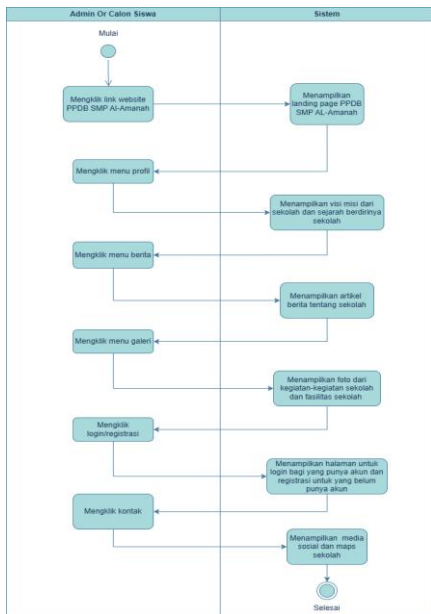 Admin Or Calon Siswa
Sistem
Mulai
Mengklik link website
PPDB SMP Al-Amanah
Menampilkan
landing page PPDB
SMP AL-Amanah
Mengklik menu profil
Menampilkan visi misi dari
sekolah dan sejarah berdirinya
sekolah
Mengklik menu berita
Menampilkan artikel
berita tentang sekolah
Mengklik menu galeri
Menampilkan foto dari
kegiatan-kegiatan sekolah
dan fasilitas sekolah
Mengklik
login/registrasi
Menampilkan halaman untuk
login bagi yang punya akun dan
registrasi untuk yang belum
punya akun
Mengklik kontak
Menampilkan media
sosial dan maps
sekolah
Selesai